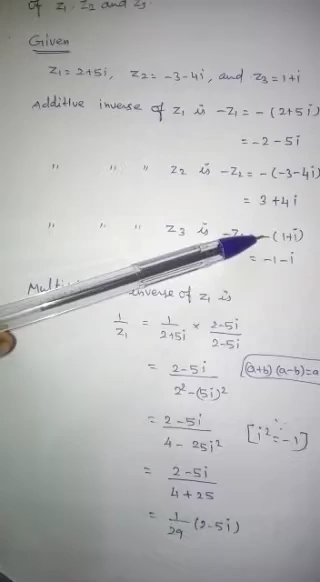 of z₁, z₂ and z₃.
Given
z₁ = 2+5i, z₂ = -3-4i, and z₃ = 1+i
Additive inverse of z₁ is -z₁ = -(2+5i)
= -2-5i
" " " z₂ is -z₂ = -(-3-4i)
= 3+4i
" " " z₃ is -(1+i)
= -1-i
inverse of z₁ is
1/z₁ = 1/2+5i × 2-5i/2-5i
= 2-5i/2²-(5i)² (a+b)(a-b)=a
= 2-5i/4-25i² [∵ i²=-1]
= 2-5i/4+25
= 1/29 (2-5i)